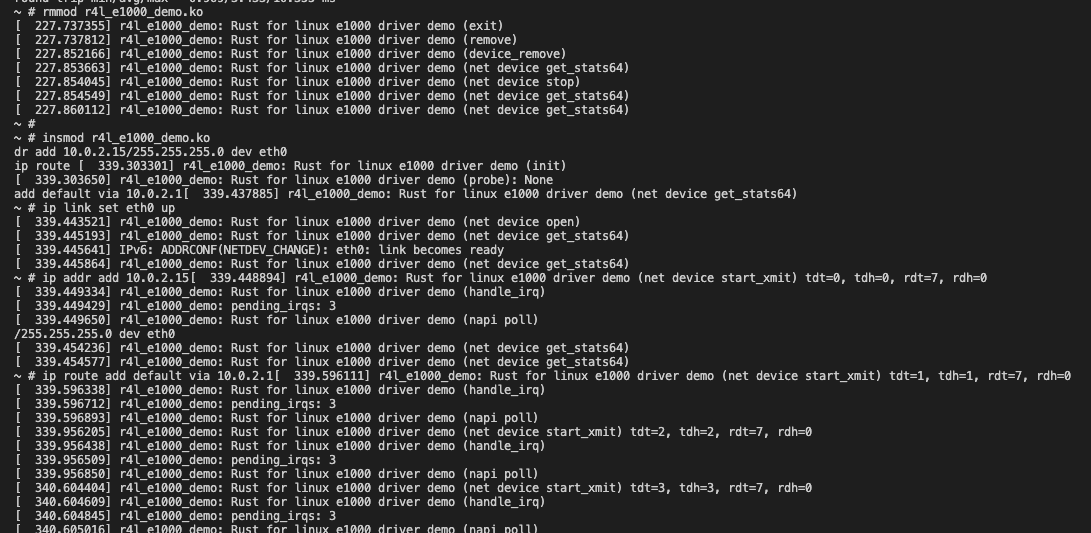 round-trip min/avg/max = 0.909/3.435/10.555 ms
~ # rmmod r4l_e1000_demo.ko
[  227.737355] r4l_e1000_demo: Rust for linux e1000 driver demo (exit)
[  227.737812] r4l_e1000_demo: Rust for linux e1000 driver demo (remove)
[  227.852166] r4l_e1000_demo: Rust for linux e1000 driver demo (device_remove)
[  227.853663] r4l_e1000_demo: Rust for linux e1000 driver demo (net device get_stats64)
[  227.854045] r4l_e1000_demo: Rust for linux e1000 driver demo (net device stop)
[  227.854549] r4l_e1000_demo: Rust for linux e1000 driver demo (net device get_stats64)
[  227.860112] r4l_e1000_demo: Rust for linux e1000 driver demo (net device get_stats64)
~ #
~ # insmod r4l_e1000_demo.ko
dr add 10.0.2.15/255.255.255.0 dev eth0
ip route [  339.303301] r4l_e1000_demo: Rust for linux e1000 driver demo (init)
[  339.303650] r4l_e1000_demo: Rust for linux e1000 driver demo (probe): None
add default via 10.0.2.1[  339.437885] r4l_e1000_demo: Rust for linux e1000 driver demo (net device get_stats64)
~ # ip link set eth0 up
[  339.443521] r4l_e1000_demo: Rust for linux e1000 driver demo (net device open)
[  339.445193] r4l_e1000_demo: Rust for linux e1000 driver demo (net device get_stats64)
[  339.445641] IPv6: ADDRCONF(NETDEV_CHANGE): eth0: link becomes ready
[  339.445864] r4l_e1000_demo: Rust for linux e1000 driver demo (net device get_stats64)
~ # ip addr add 10.0.2.15[  339.448894] r4l_e1000_demo: Rust for linux e1000 driver demo (net device start_xmit) tdt=0, tdh=0, rdt=7, rdh=0
[  339.449334] r4l_e1000_demo: Rust for linux e1000 driver demo (handle_irq)
[  339.449429] r4l_e1000_demo: pending_irqs: 3
[  339.449650] r4l_e1000_demo: Rust for linux e1000 driver demo (napi poll)
/255.255.255.0 dev eth0
[  339.454236] r4l_e1000_demo: Rust for linux e1000 driver demo (net device get_stats64)
[  339.454577] r4l_e1000_demo: Rust for linux e1000 driver demo (net device get_stats64)
~ # ip route add default via 10.0.2.1[  339.596111] r4l_e1000_demo: Rust for linux e1000 driver demo (net device start_xmit) tdt=1, tdh=1, rdt=7, rdh=0
[  339.596338] r4l_e1000_demo: Rust for linux e1000 driver demo (handle_irq)
[  339.596712] r4l_e1000_demo: pending_irqs: 3
[  339.596893] r4l_e1000_demo: Rust for linux e1000 driver demo (napi poll)
[  339.956205] r4l_e1000_demo: Rust for linux e1000 driver demo (net device start_xmit) tdt=2, tdh=2, rdt=7, rdh=0
[  339.956438] r4l_e1000_demo: Rust for linux e1000 driver demo (handle_irq)
[  339.956509] r4l_e1000_demo: pending_irqs: 3
[  339.956850] r4l_e1000_demo: Rust for linux e1000 driver demo (napi poll)
[  340.604404] r4l_e1000_demo: Rust for linux e1000 driver demo (net device start_xmit) tdt=3, tdh=3, rdt=7, rdh=0
[  340.604609] r4l_e1000_demo: Rust for linux e1000 driver demo (handle_irq)
[  340.604845] r4l_e1000_demo: pending_irqs: 3
[  340.605016] r4l_e1000_demo: Rust for linux e1000 driver demo (napi poll)